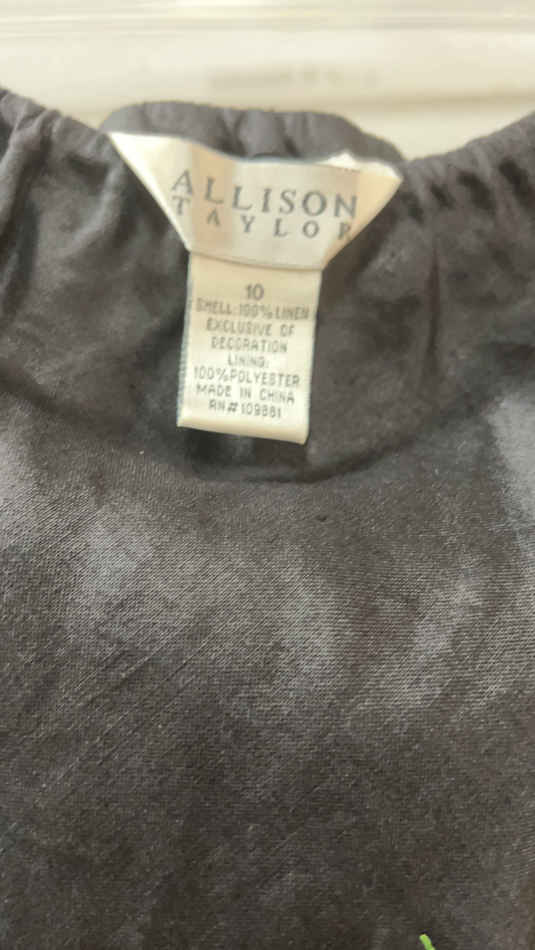 ALLISON
TAYLOR
10
SHELL: 100% LINEN
EXCLUSIVE OF
DECORATION
LINING:
100% POLYESTER
MADE IN CHINA
RN# 109881